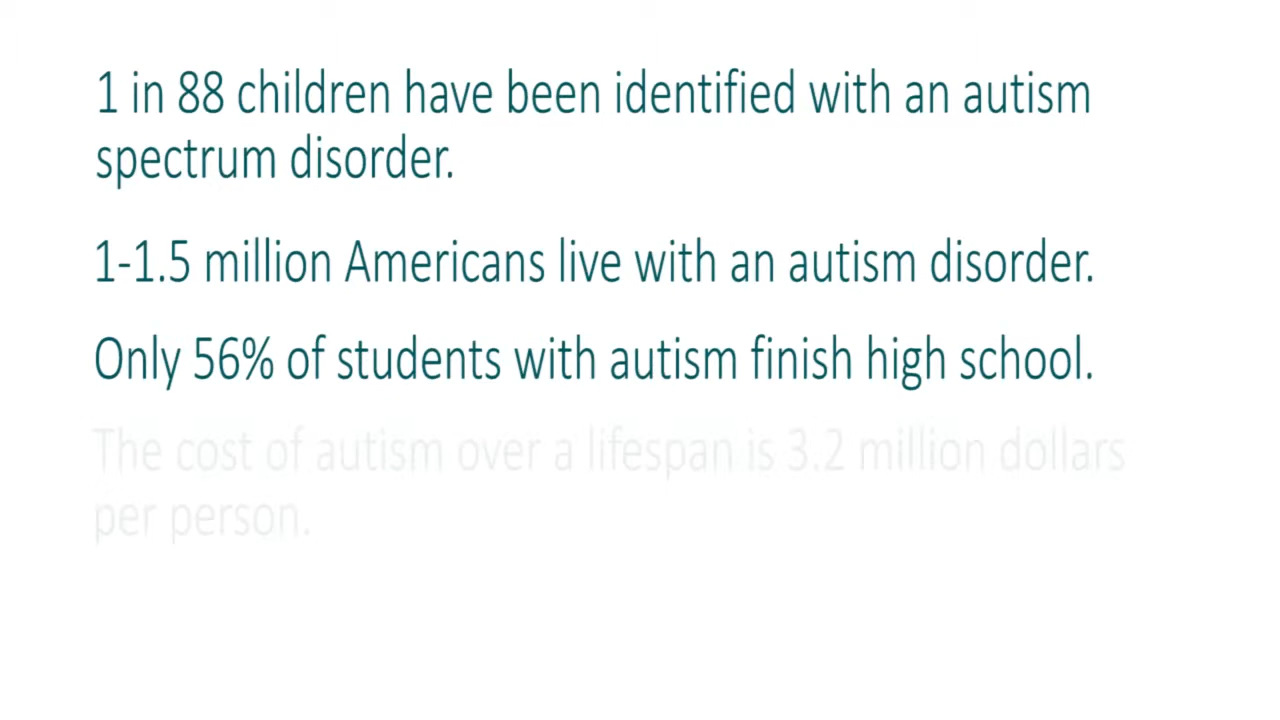 1 in 88 children have been identified with an autism
spectrum disorder.
1-1.5 million Americans live with an autism disorder.
Only 56% of students with autism finish high school.
The cost of autism over a lifespan is 3.2 million dollars
per person.